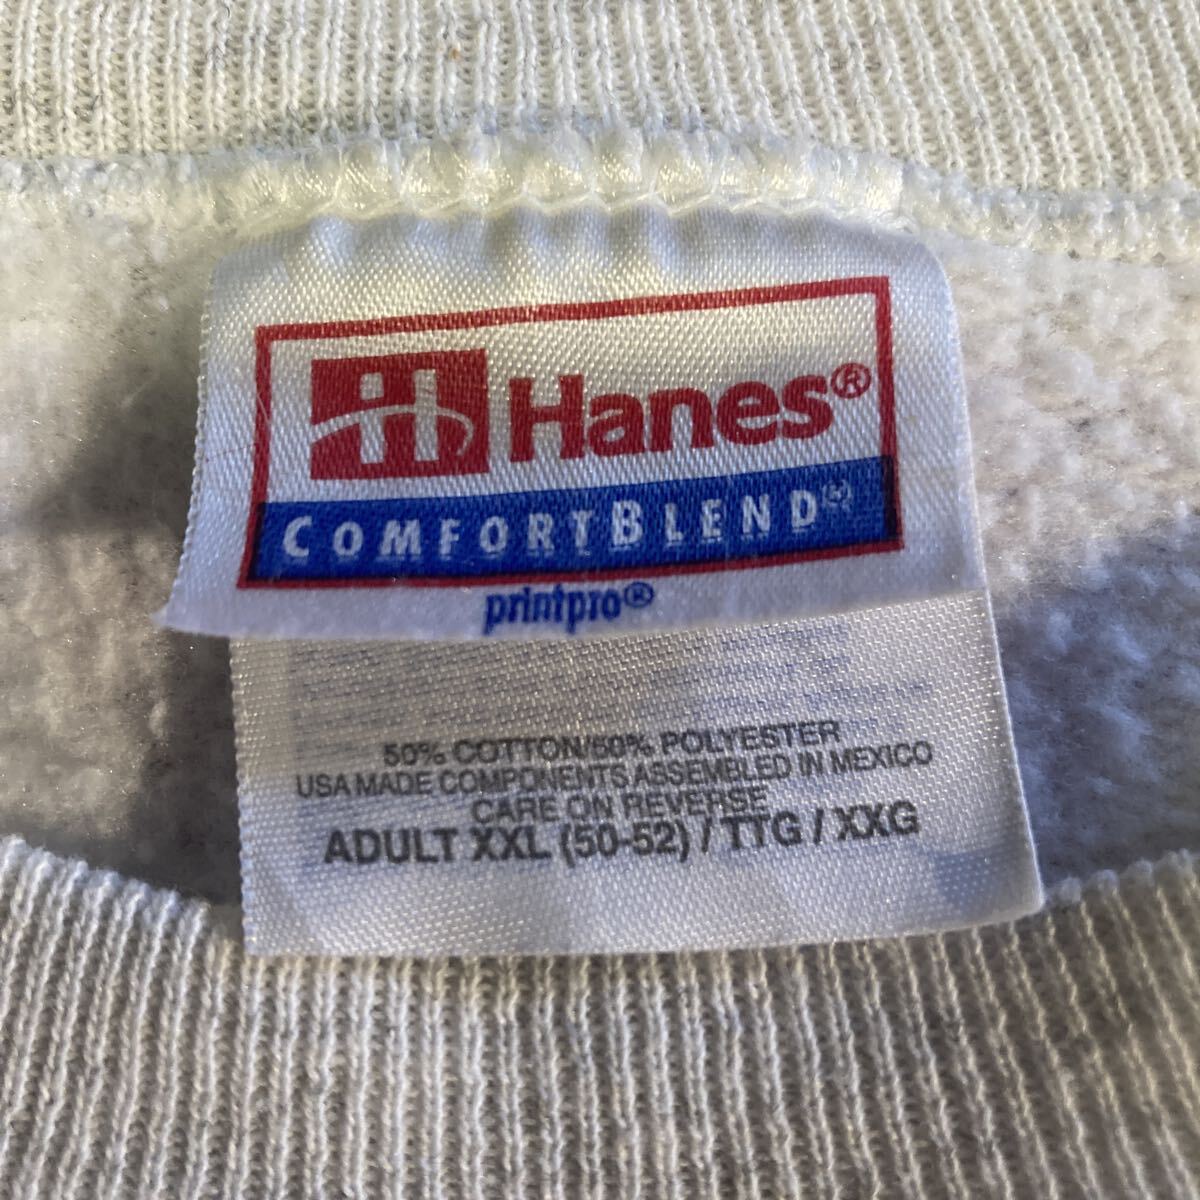 Hanes®
COMFORTBLEND®
printpro®
50% COTTON/50% POLYESTER
USA MADE COMPONENTS ASSEMBLED IN MEXICO
CARE ON REVERSE
ADULT XXL (50-52) / TTG / XXG